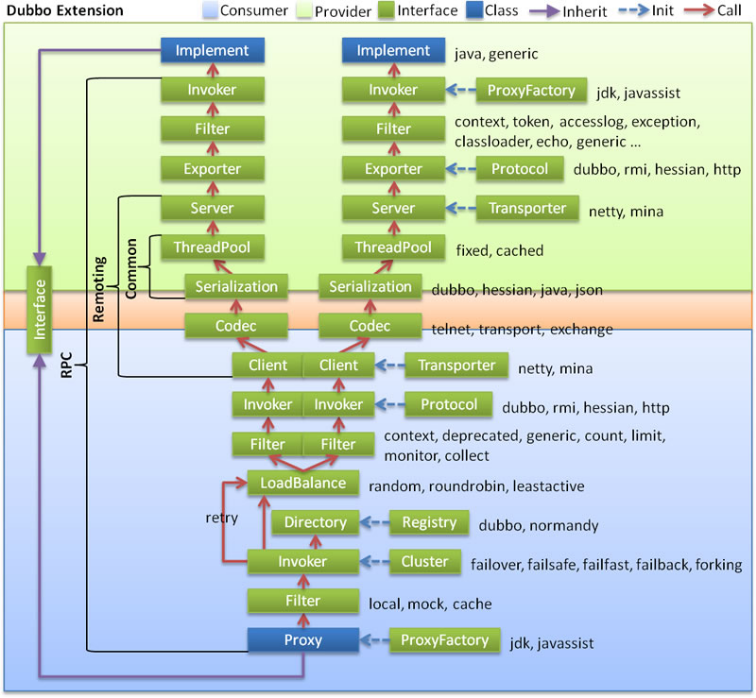 Dubbo Extension
Consumer
Provider
Interface
Class
Inherit
Init
Call
Implement
Implement
java, generic
Invoker
Invoker
ProxyFactory
jdk, javassist
Filter
Filter
context, token, accesslog, exception,
classloader, echo, generic ...
Exporter
Exporter
Protocol
dubbo, rmi, hessian, http
Server
Server
Transporter
netty, mina
ThreadPool
ThreadPool
fixed, cached
Serialization
Serialization
dubbo, hessian, java, json
Codec
Codec
telnet, transport, exchange
Interface
RPC
Remoting
Common
Client
Client
Transporter
netty, mina
Invoker
Invoker
Protocol
dubbo, rmi, hessian, http
Filter
Filter
context, deprecated, generic, count, limit,
monitor, collect
LoadBalance
random, roundrobin, leastactive
retry
Directory
Registry
dubbo, normandy
Invoker
Cluster
failover, failsafe, failfast, failback, forking
Filter
local, mock, cache
Proxy
ProxyFactory
jdk, javassist